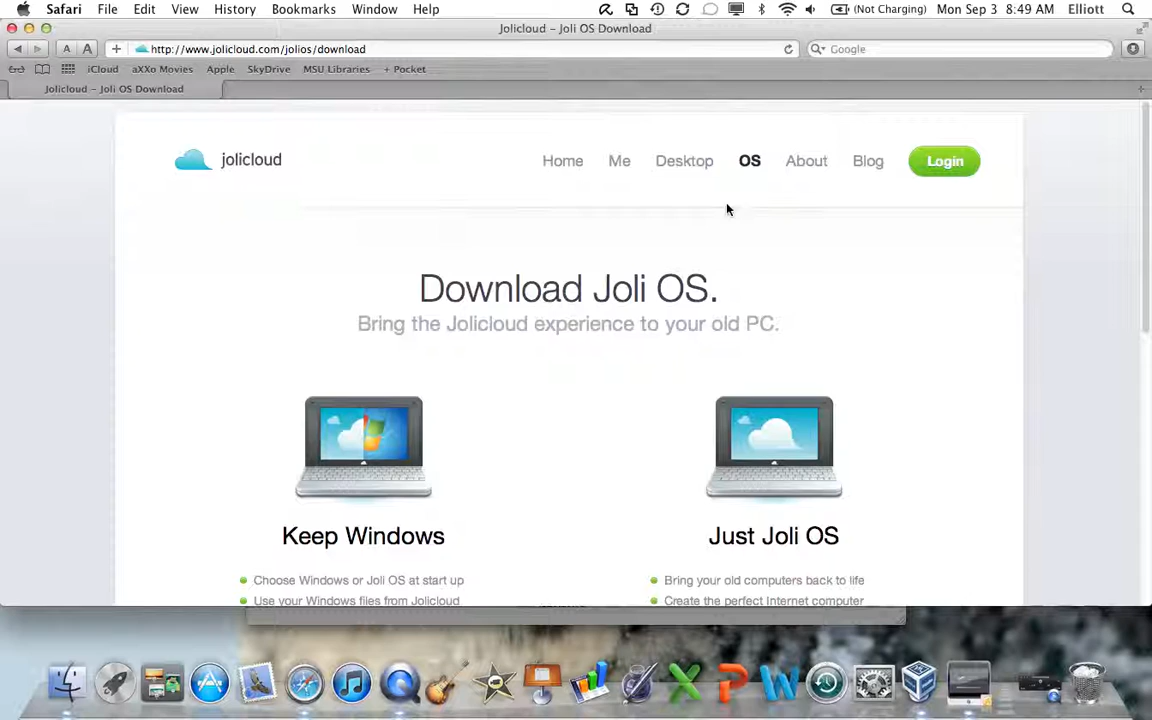 Safari File Edit View History Bookmarks Window Help (Not Charging) Mon Sep 3 8:49 AM Elliott
Jolicloud – Joli OS Download
A A + http://www.jolicloud.com/jolios/download Google
iCloud aXXo Movies Apple SkyDrive MSU Libraries + Pocket
Jolicloud – Joli OS Download +
jolicloud Home Me Desktop OS About Blog Login
Download Joli OS.
Bring the Jolicloud experience to your old PC.
Keep Windows Just Joli OS
Choose Windows or Joli OS at start up Bring your old computers back to life
Use your Windows files from Jolicloud Create the perfect Internet computer